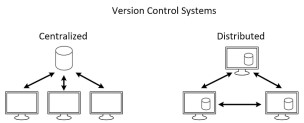 Version Control Systems
Centralized
Distributed